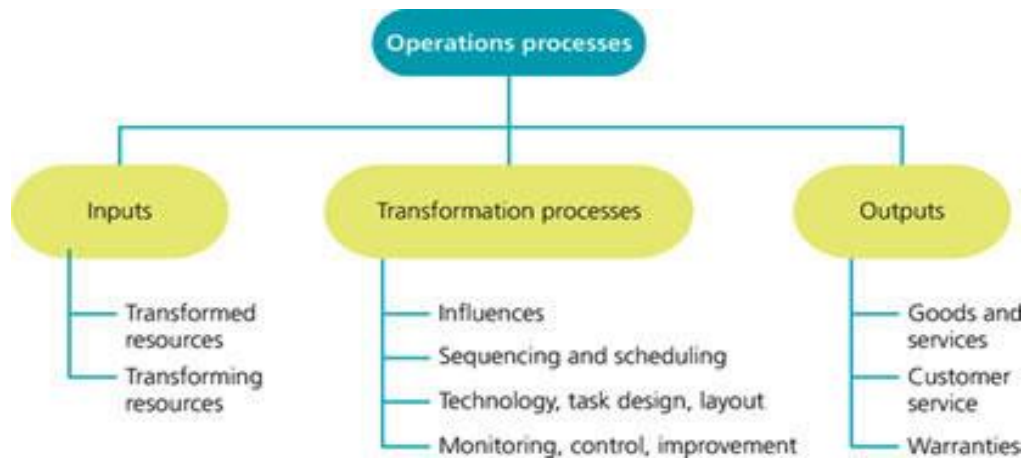 Operations processes
Inputs
Transformation processes
Outputs
Transformed
resources
Transforming
resources
Influences
Sequencing and scheduling
Technology, task design, layout
Monitoring, control, improvement
Goods and
services
Customer
service
Warranties